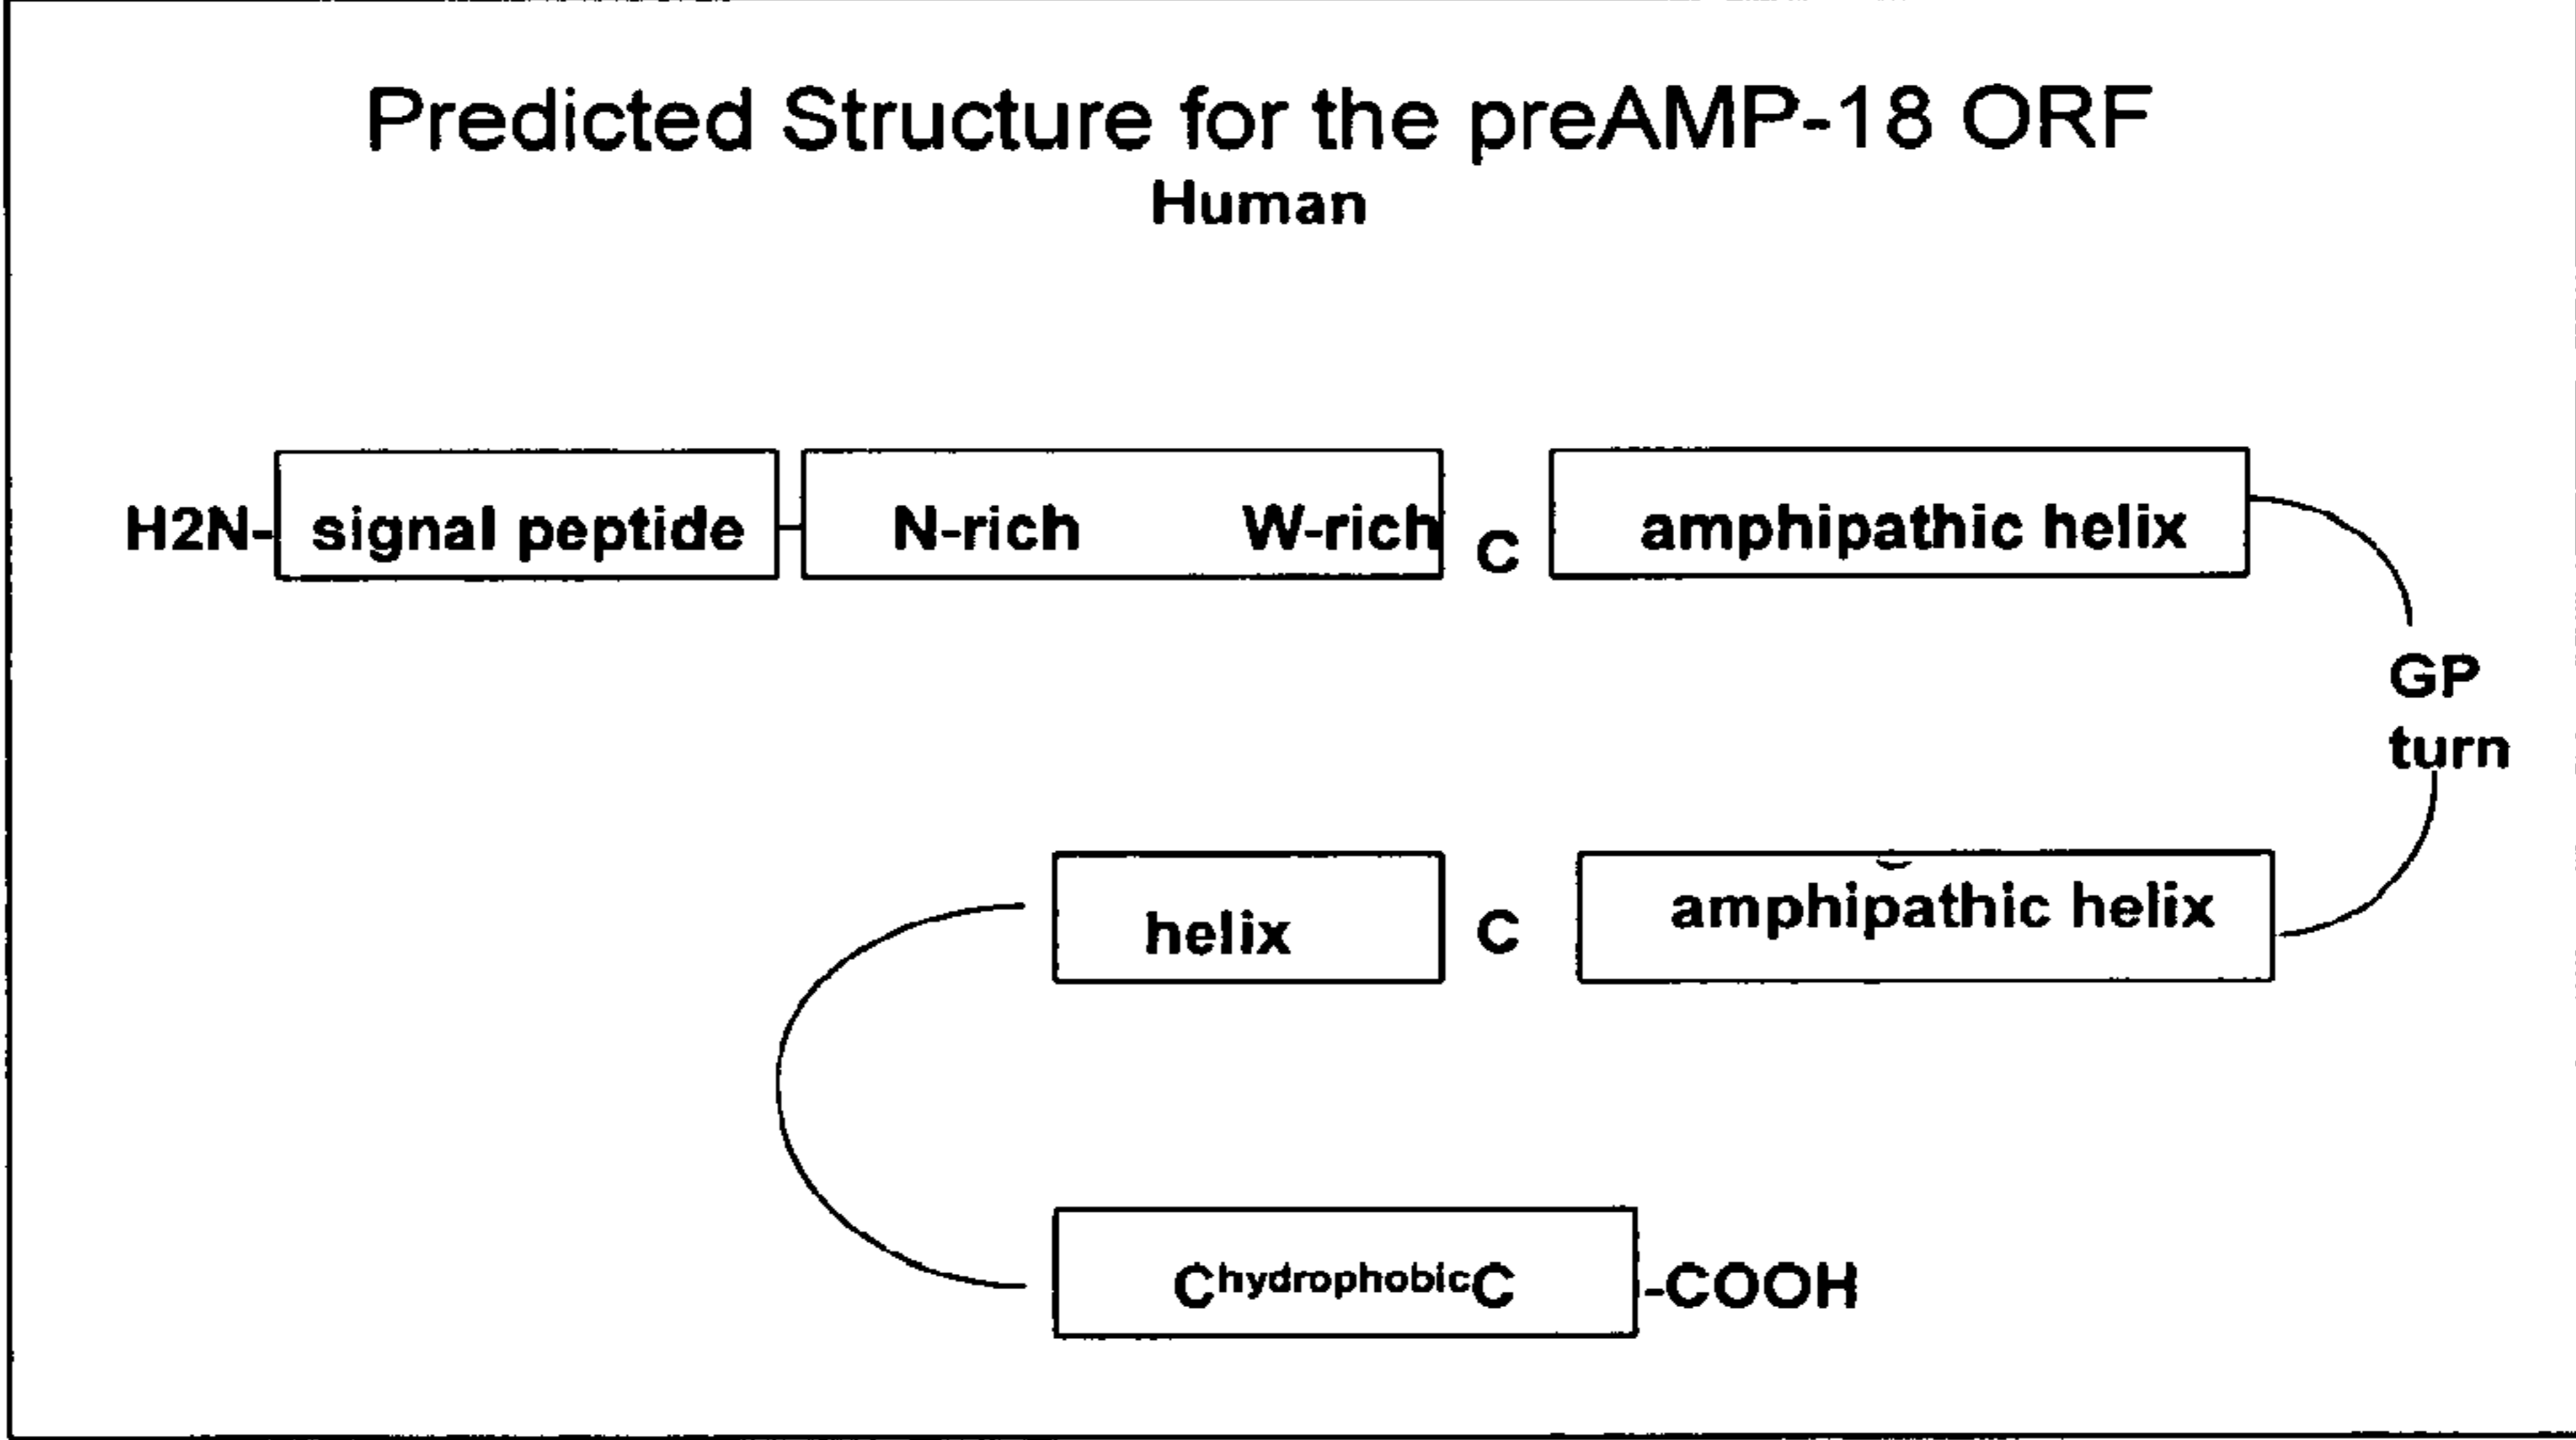 Predicted Structure for the preAMP-18 ORF
Human
H2N- signal peptide N-rich W-rich C amphipathic helix
GP
turn
helix C amphipathic helix
ChydrophobicC -COOH